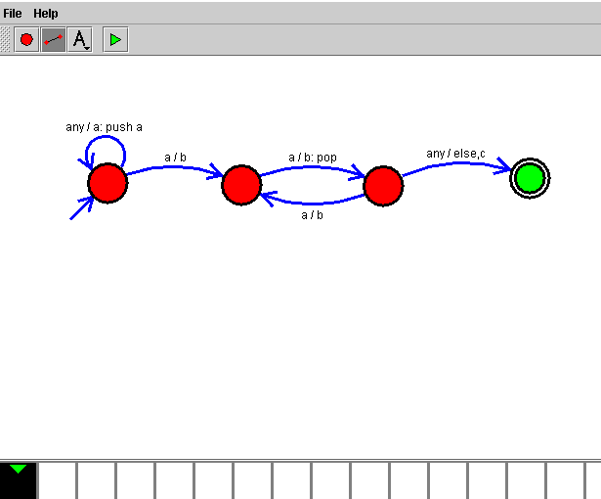 File Help
A
any / a: push a
a / b
a / b: pop
any / else,c
a / b